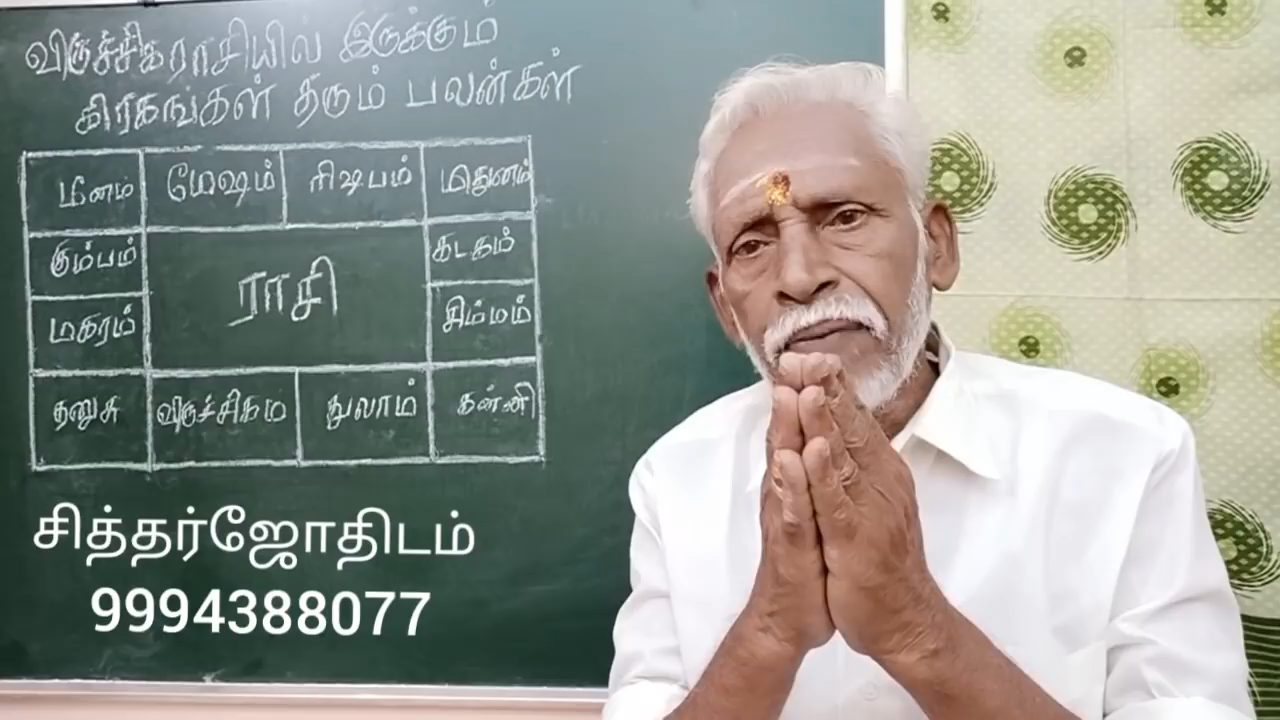 விருச்சிகராசியில் இருக்கும்
கிரகங்கள் தரும் பலன்கள்
மீனம் மேஷம் ரிஷபம் மிதுனம்
கும்பம் கடகம்
ராசி
மகரம் சிம்மம்
தனுசு விருச்சிகம் துலாம் கன்னி
சித்தர்ஜோதிடம்
9994388077